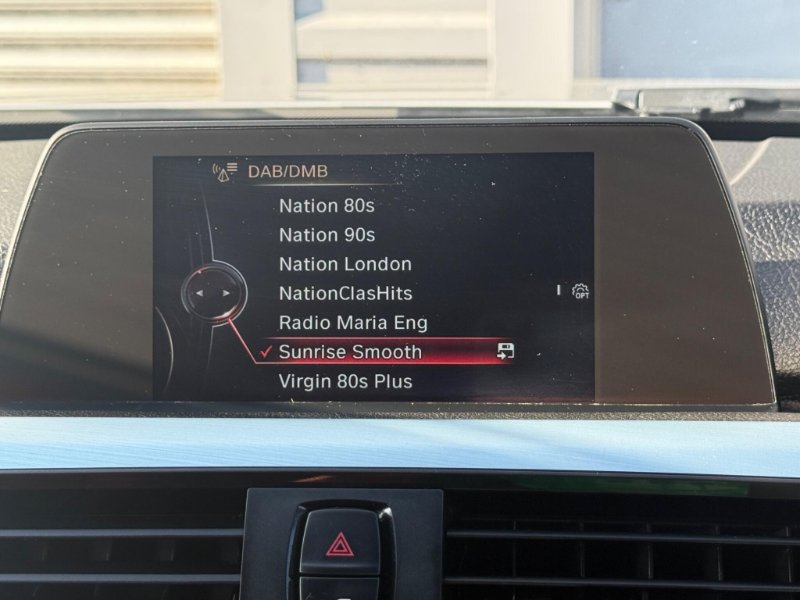 DAB/DMB
Nation 80s
Nation 90s
Nation London
NationClasHits
OPT
Radio Maria Eng
Sunrise Smooth
Virgin 80s Plus